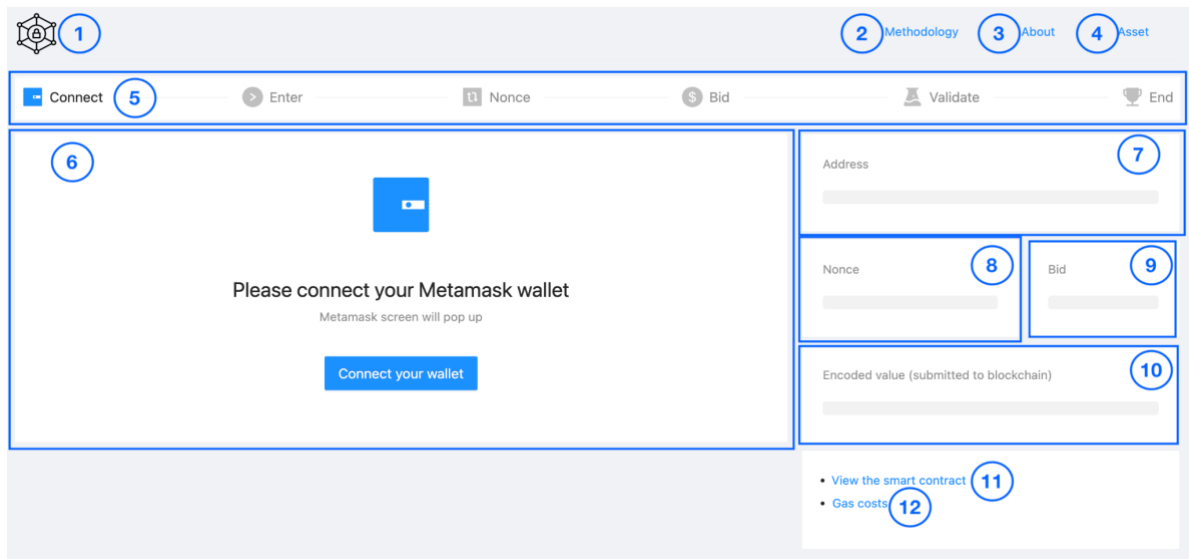 1
2 Methodology 3 About 4 Asset
Connect 5 Enter Nonce $ Bid Validate End
6
Please connect your Metamask wallet
Metamask screen will pop up
Connect your wallet
Address 7
Nonce 8
Bid 9
Encoded value (submitted to blockchain) 10
• View the smart contract 11
• Gas costs 12